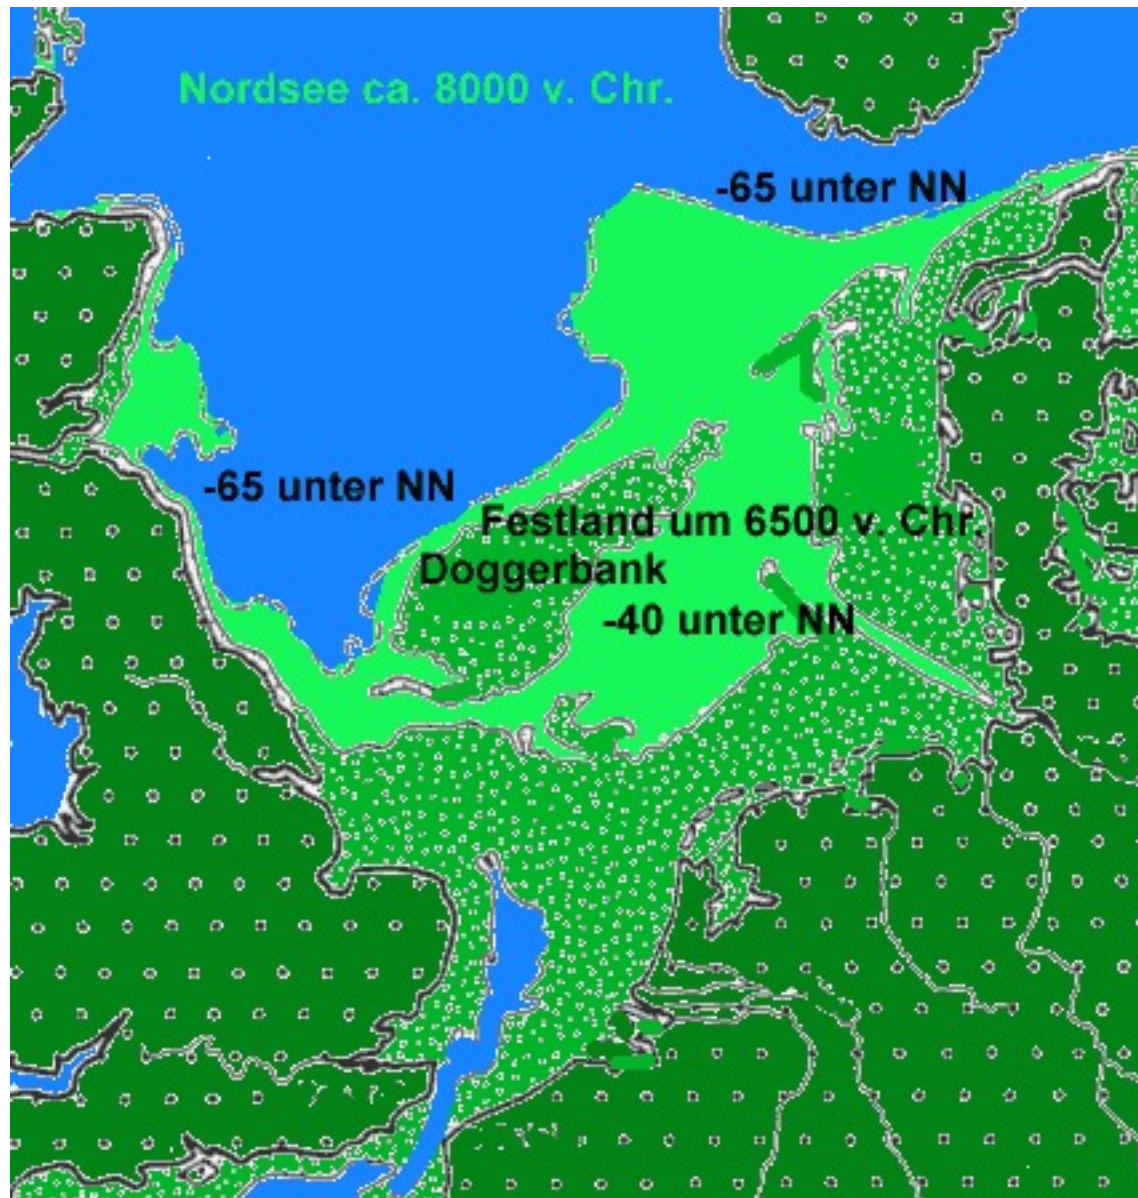 Nordsee ca. 8000 v. Chr.
-65 unter NN
-65 unter NN
Festland um 6500 v. Chr.
Doggerbank
-40 unter NN